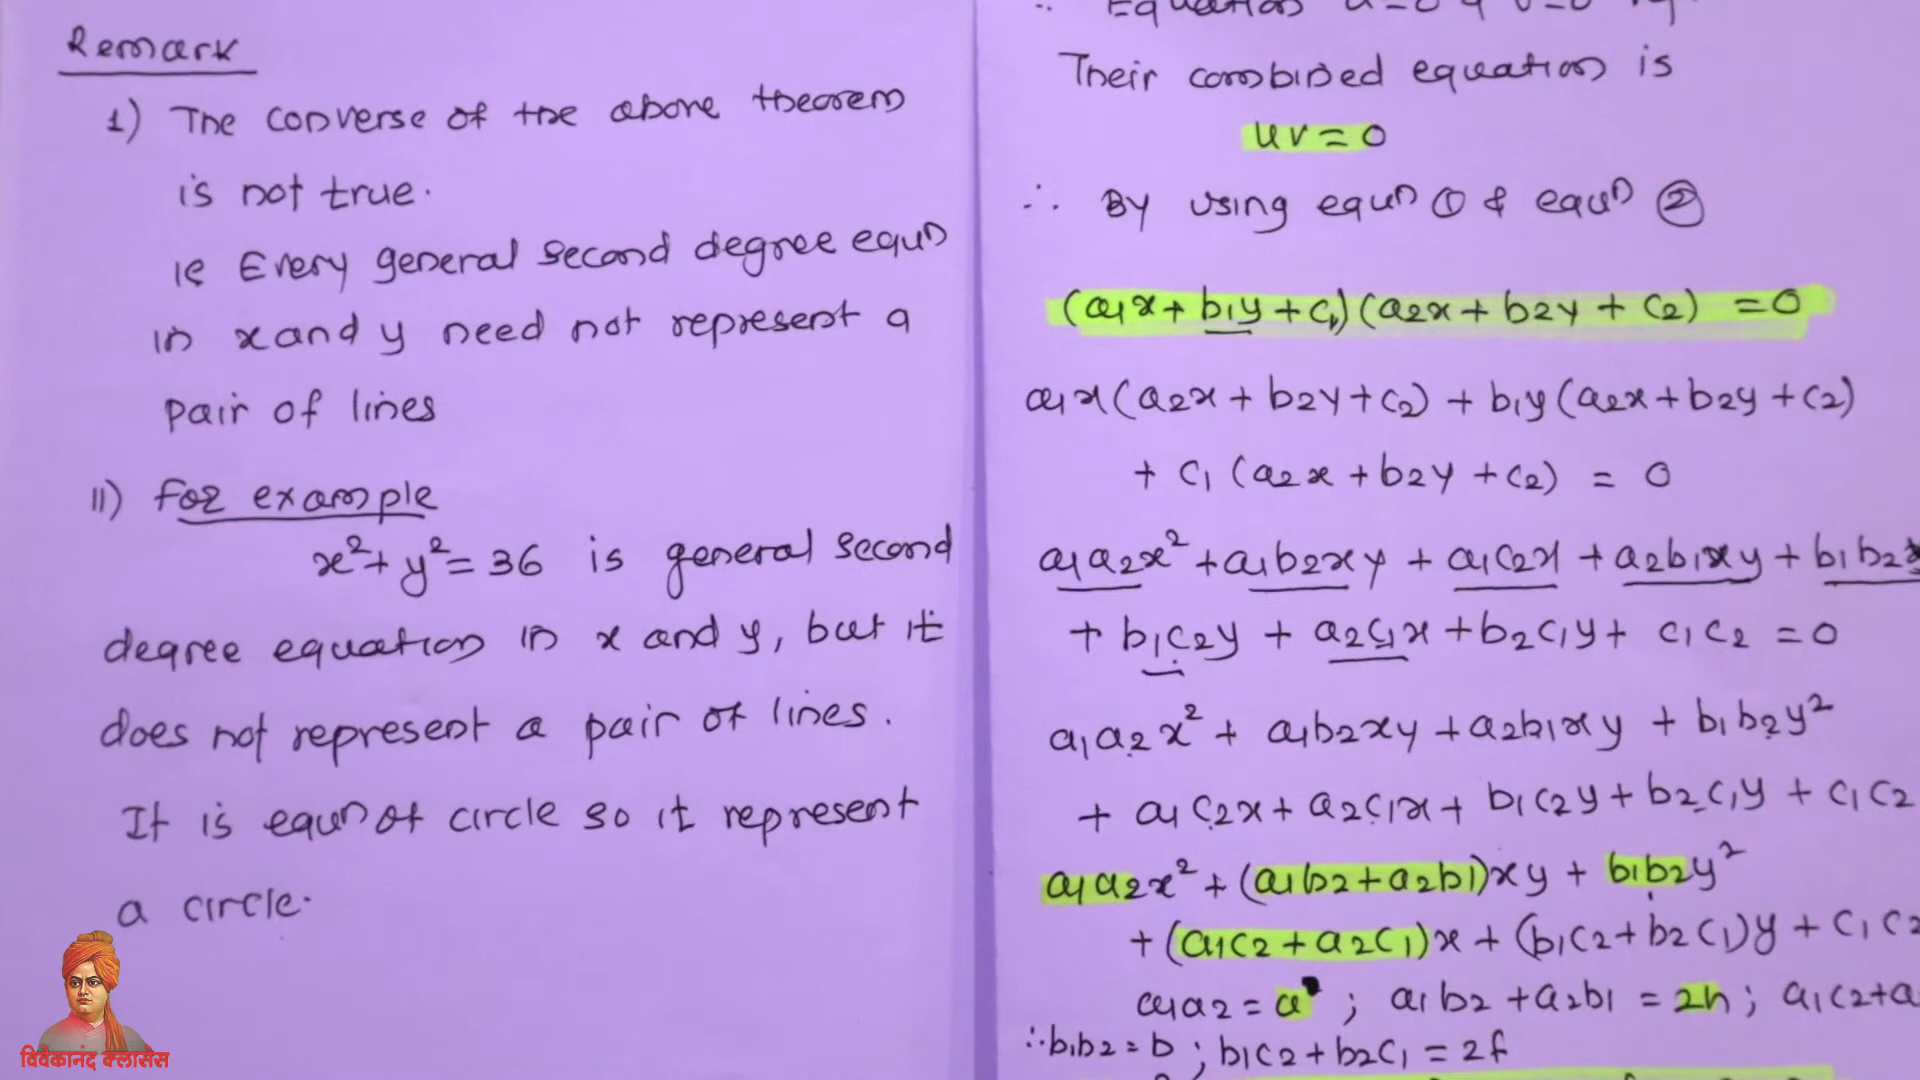 Remark
1) The converse of the above theorem
is not true.
ie Every general second degree equn
in x and y need not represent a
pair of lines
II) for example
x²+y²=36 is general second
degree equation in x and y, but it
does not represent a pair of lines.
It is equn of circle so it represent
a circle.
विवेकानंद क्लासेस
∴ Equation u=0 & v=0
Their combined equation is
uv=0
∴ By using equn ① & equn ②
(a1x+b1y+c1)(a2x+b2y+c2) =0
a1x(a2x+b2y+c2)+b1y(a2x+b2y+c2)
+ c1(a2x+b2y+c2) = 0
a1a2x²+a1b2xy+a1c2x+a2b1xy+b1b2
+ b1c2y + a2c1x+b2c1y+ c1c2 =0
a1a2x²+ a1b2xy+a2b1xy+b1b2y²
+ a1c2x+a2c1x+b1c2y+b2c1y+c1c2
a1a2x²+(a1b2+a2b1)xy+b1b2y²
+(a1c2+a2c1)x+(b1c2+b2c1)y+c1c2
a1a2=a ; a1b2+a2b1=2h; a1c2+a
∴b1b2=b ; b1c2+b2c1=2f